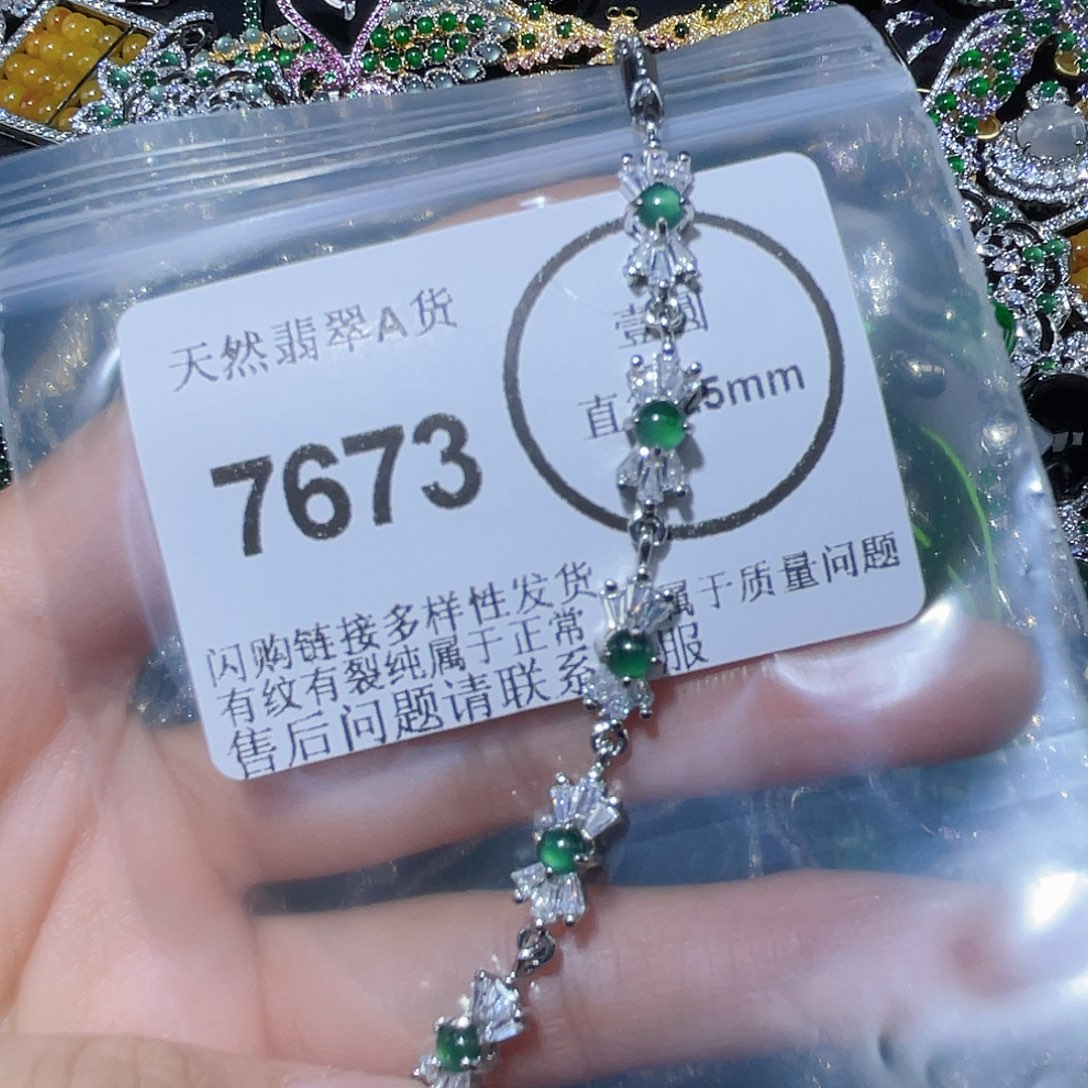 天然翡翠A货
7673
圆
直 25mm
闪购链接多样性发货 属于质量问题
有纹有裂纯属于正常
售后问题请联系 服